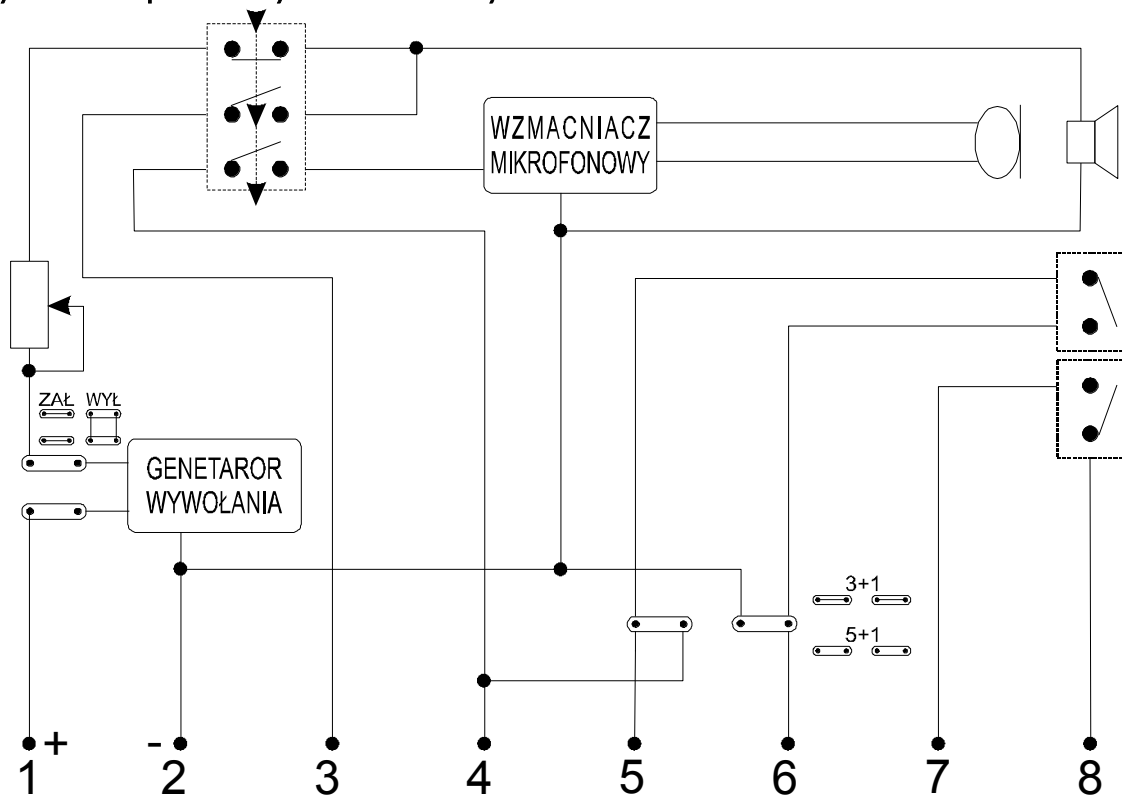 WZMACNIACZ
MIKROFONOWY
ZAŁ WYŁ
GENETAROR
WYWOŁANIA
3+1
5+1
+ -
1 2 3 4 5 6 7 8